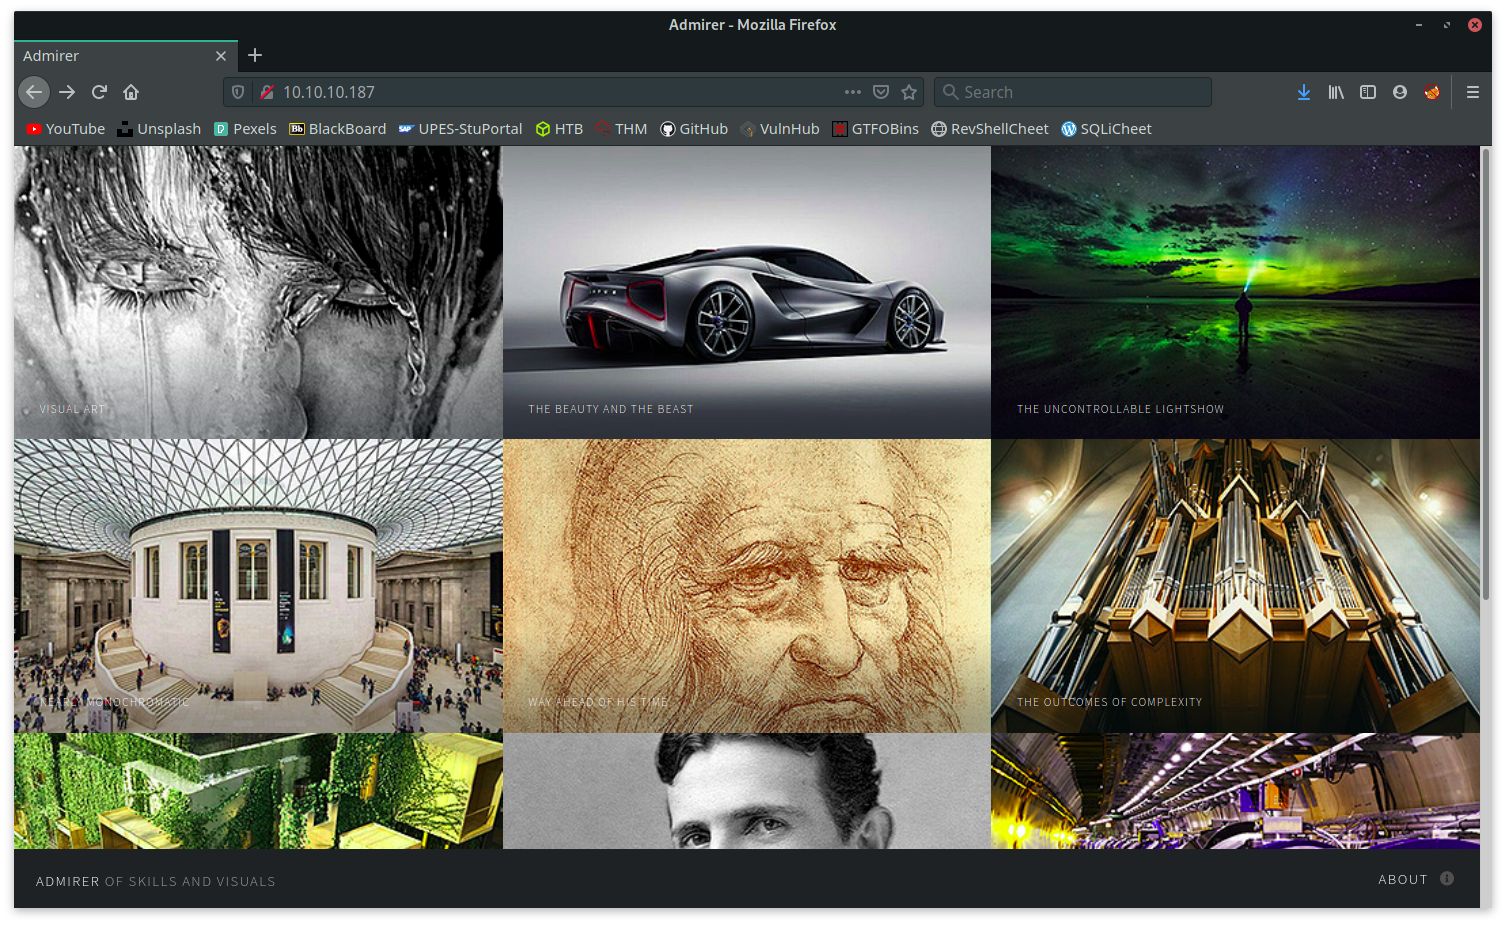 Admirer - Mozilla Firefox
Admirer
10.10.10.187
Search
YouTube Unsplash Pexels BlackBoard UPES-StuPortal HTB THM GitHub VulnHub GTFOBins RevShellCheet SQLiCheet
VISUAL ART
THE BEAUTY AND THE BEAST
THE UNCONTROLLABLE LIGHTSHOW
NEARLY MONOCHROMATIC
WAY AHEAD OF HIS TIME
THE OUTCOMES OF COMPLEXITY
ADMIRER OF SKILLS AND VISUALS
ABOUT